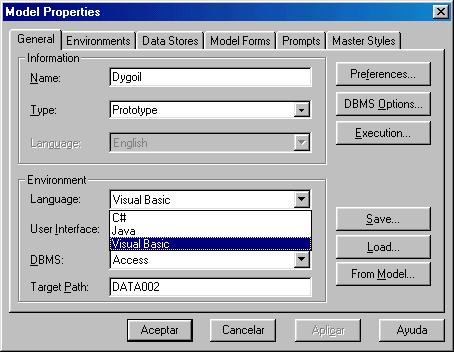 Model Properties
General Environments Data Stores Model Forms Prompts Master Styles
Information
Name: Dygoil
Type: Prototype
Language: English
Preferences...
DBMS Options...
Execution...
Environment
Language: Visual Basic
C#
User Interface: Java
Visual Basic
DBMS: Access
Target Path: DATA002
Save...
Load...
From Model...
Aceptar Cancelar Aplicar Ayuda